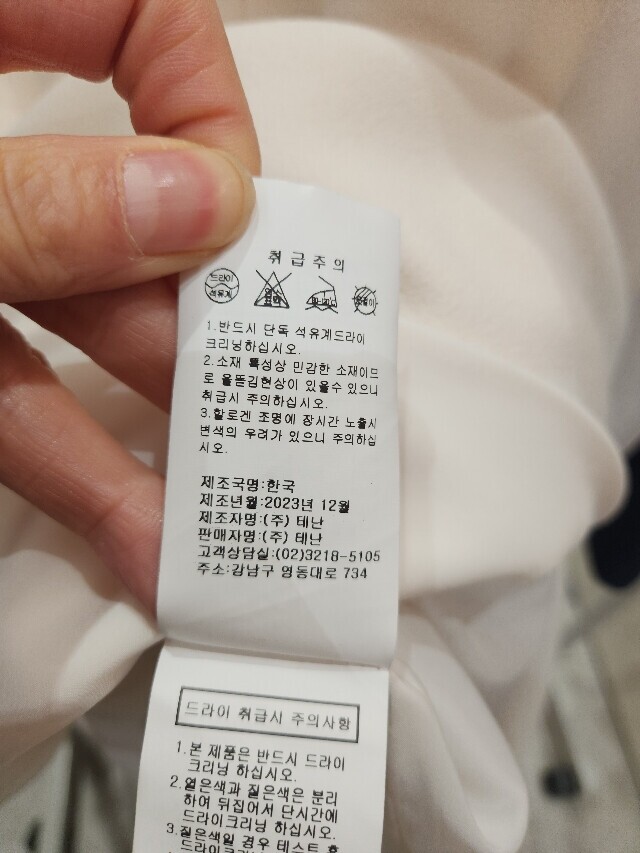 취급주의
드라이
석유계
1.반드시 단독 석유계드라이
크리닝하십시오.
2.소재 특성상 민감한 소재이므
로 올뜯김현상이 있을수 있으니
취급시 주의하십시오.
3.할로겐 조명에 장시간 노출시
변색의 우려가 있으니 주의하십
시오.
제조국명:한국
제조년월:2023년 12월
제조자명:(주) 테난
판매자명:(주) 테난
고객상담실:(02)3218-5105
주소:강남구 영동대로 734
드라이 취급시 주의사항
1.본 제품은 반드시 드라이
크리닝 하십시오.
2.옅은색과 짙은색은 분리
하여 뒤집어서 단시간에
드라이크리닝 하십시오.
3.짙은색일 경우 테스트 후